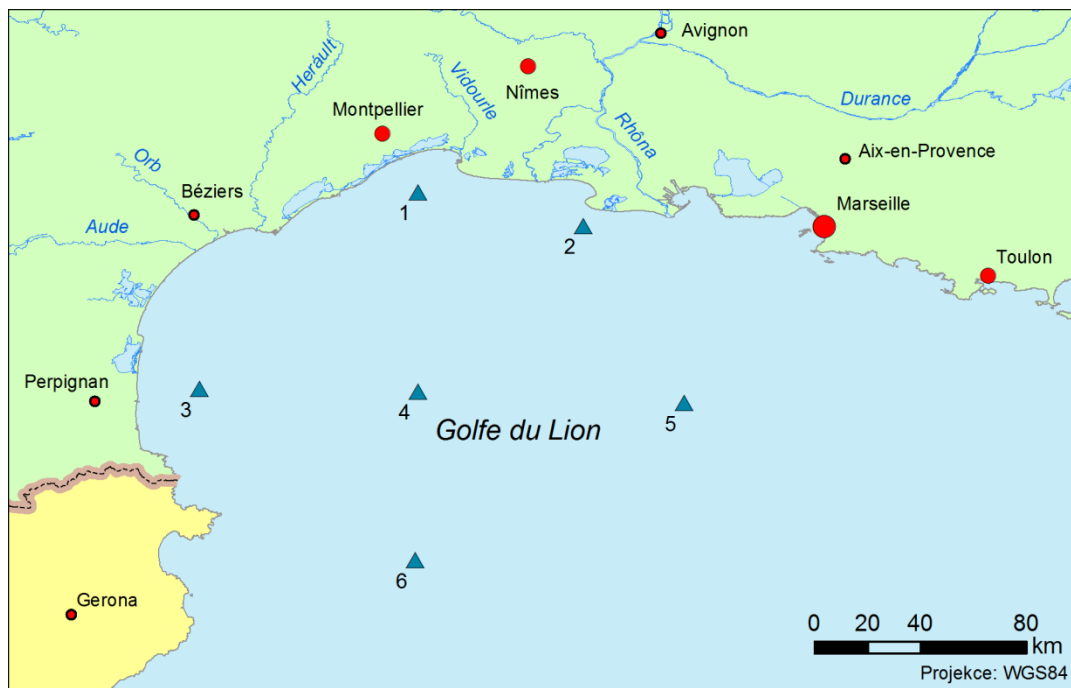 Avignon
Nîmes
Vidourle
Heráult
Montpellier
Durance
Rhôna
Aix-en-Provence
Orb
Béziers
Marseille
1
2
Aude
Toulon
Perpignan
3
4
5
Golfe du Lion
6
Gerona
0 20 40 80
km
Projekce: WGS84